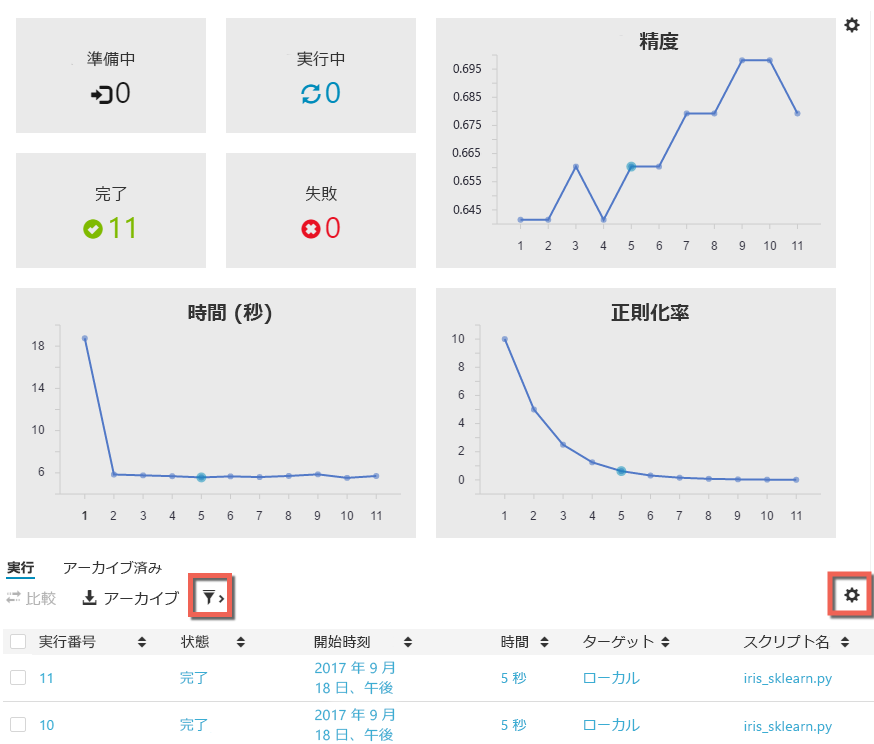 準備中
0
実行中
0
完了
11
失敗
0
精度
0.695
0.685
0.675
0.665
0.655
0.645
1 2 3 4 5 6 7 8 9 10 11
時間 (秒)
18
14
10
6
1 2 3 4 5 6 7 8 9 10 11
正則化率
10
8
6
4
2
0
1 2 3 4 5 6 7 8 9 10 11
実行 アーカイブ済み
比較 アーカイブ
実行番号 状態 開始時刻 時間 ターゲット スクリプト名
11 完了 2017 年 9 月 5 秒 ローカル iris_sklearn.py
18 日、午後
10 完了 2017 年 9 月 5 秒 ローカル iris_sklearn.py
18 日、午後